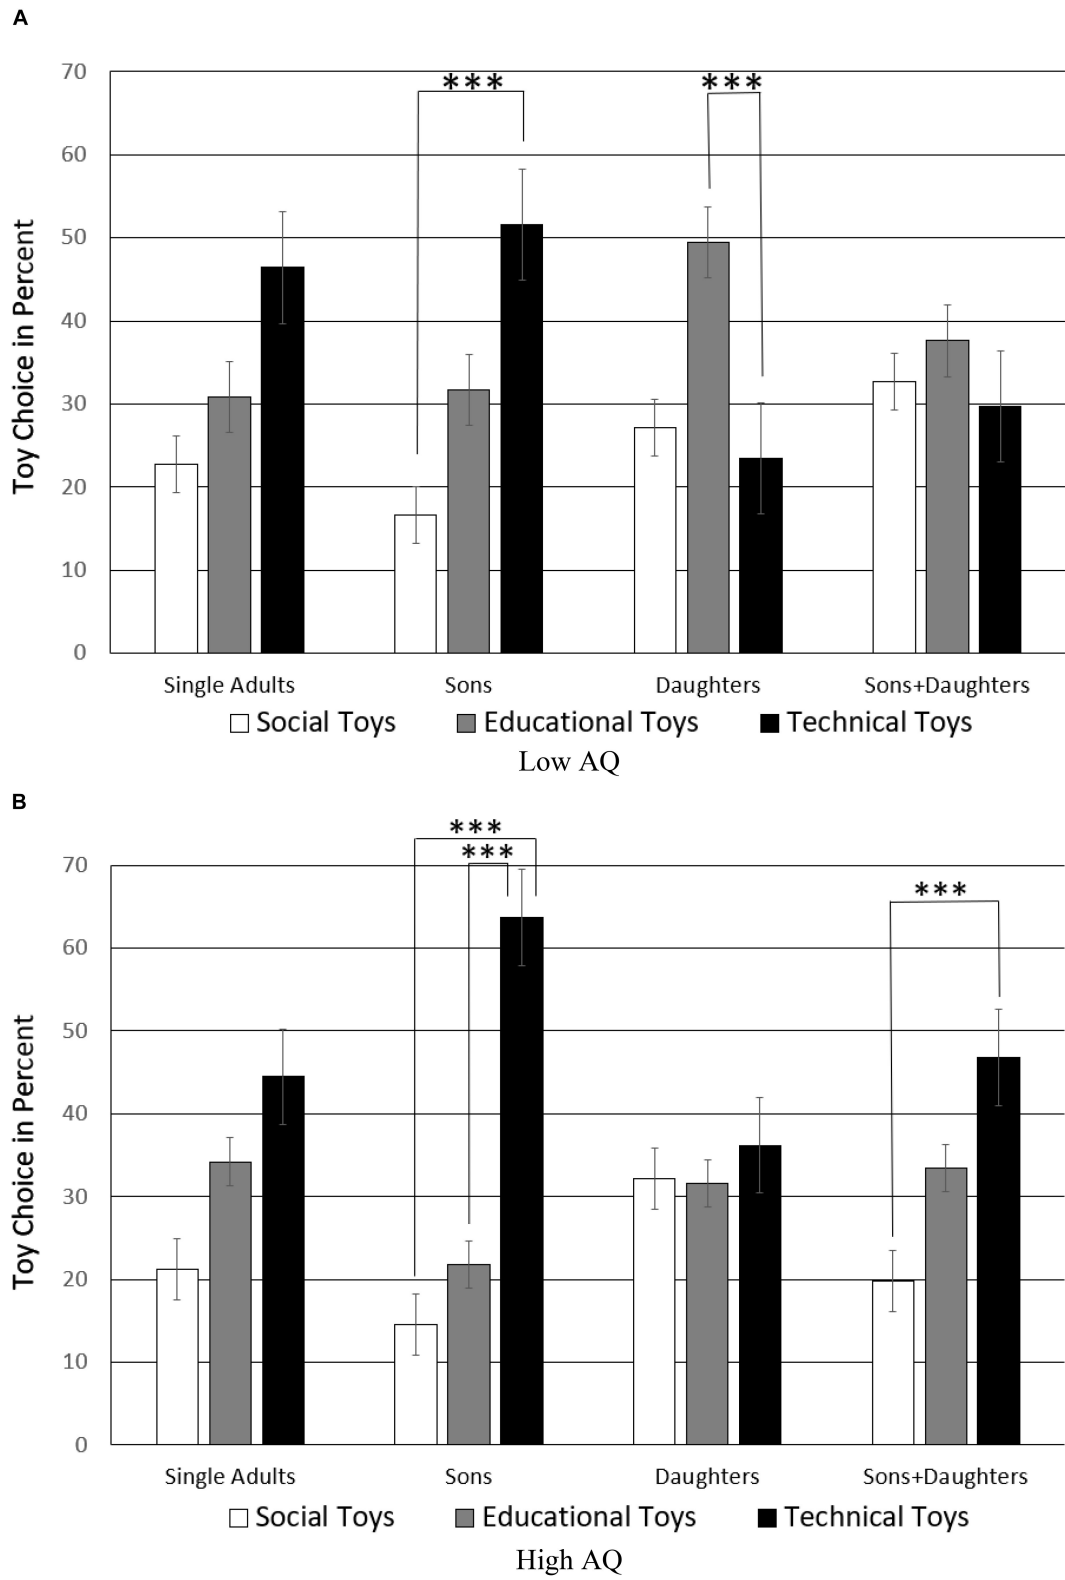 A
***
***
70
60
50
40
30
20
10
0
Toy Choice in Percent
Single Adults Sons Daughters Sons+Daughters
Social Toys Educational Toys Technical Toys
Low AQ
B
***
***
***
70
60
50
40
30
20
10
0
Toy Choice in Percent
Single Adults Sons Daughters Sons+Daughters
Social Toys Educational Toys Technical Toys
High AQ